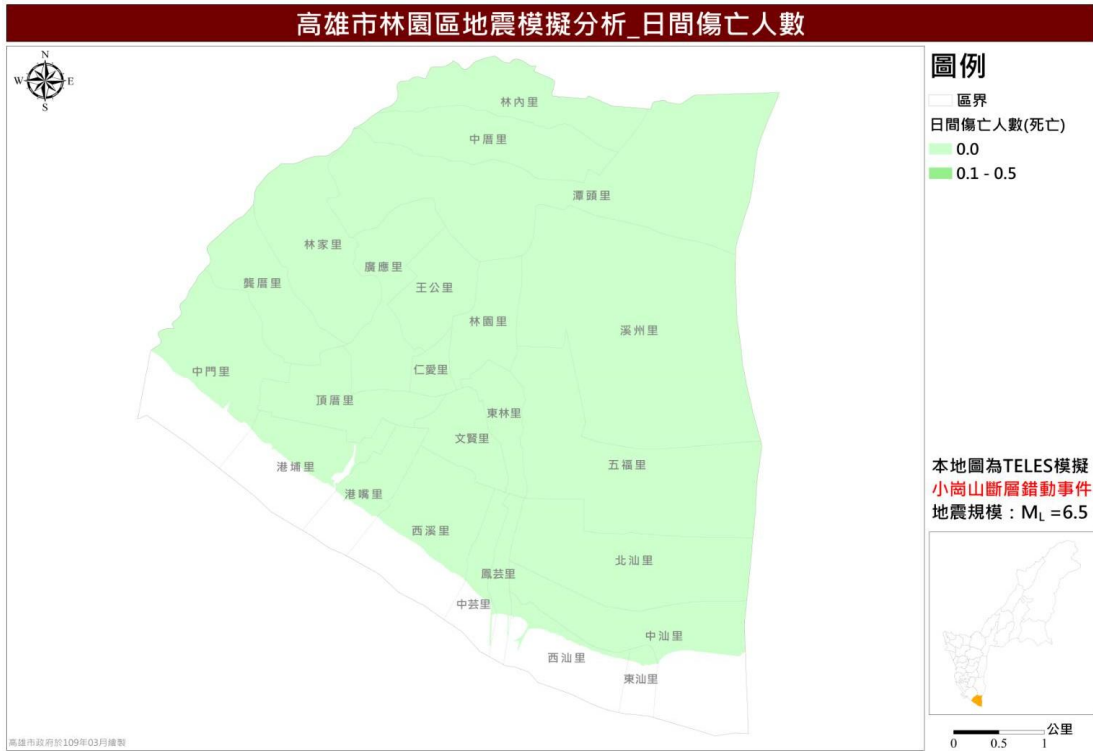 高雄市林園區地震模擬分析_日間傷亡人數
N
W
E
S
圖例
區界
日間傷亡人數(死亡)
0.0
0.1 - 0.5
林內里
中厝里
潭頭里
林家里
廣應里
龔厝里
王公里
林園里
溪州里
中門里
仁愛里
頂厝里
東林里
文賢里
港埔里
五福里
港嘴里
西溪里
北汕里
鳳芸里
中芸里
中汕里
西汕里
東汕里
本地圖為TELES模擬
小崗山斷層錯動事件
地震規模：ML =6.5
公里
0 0.5 1
高雄市政府於109年03月繪製